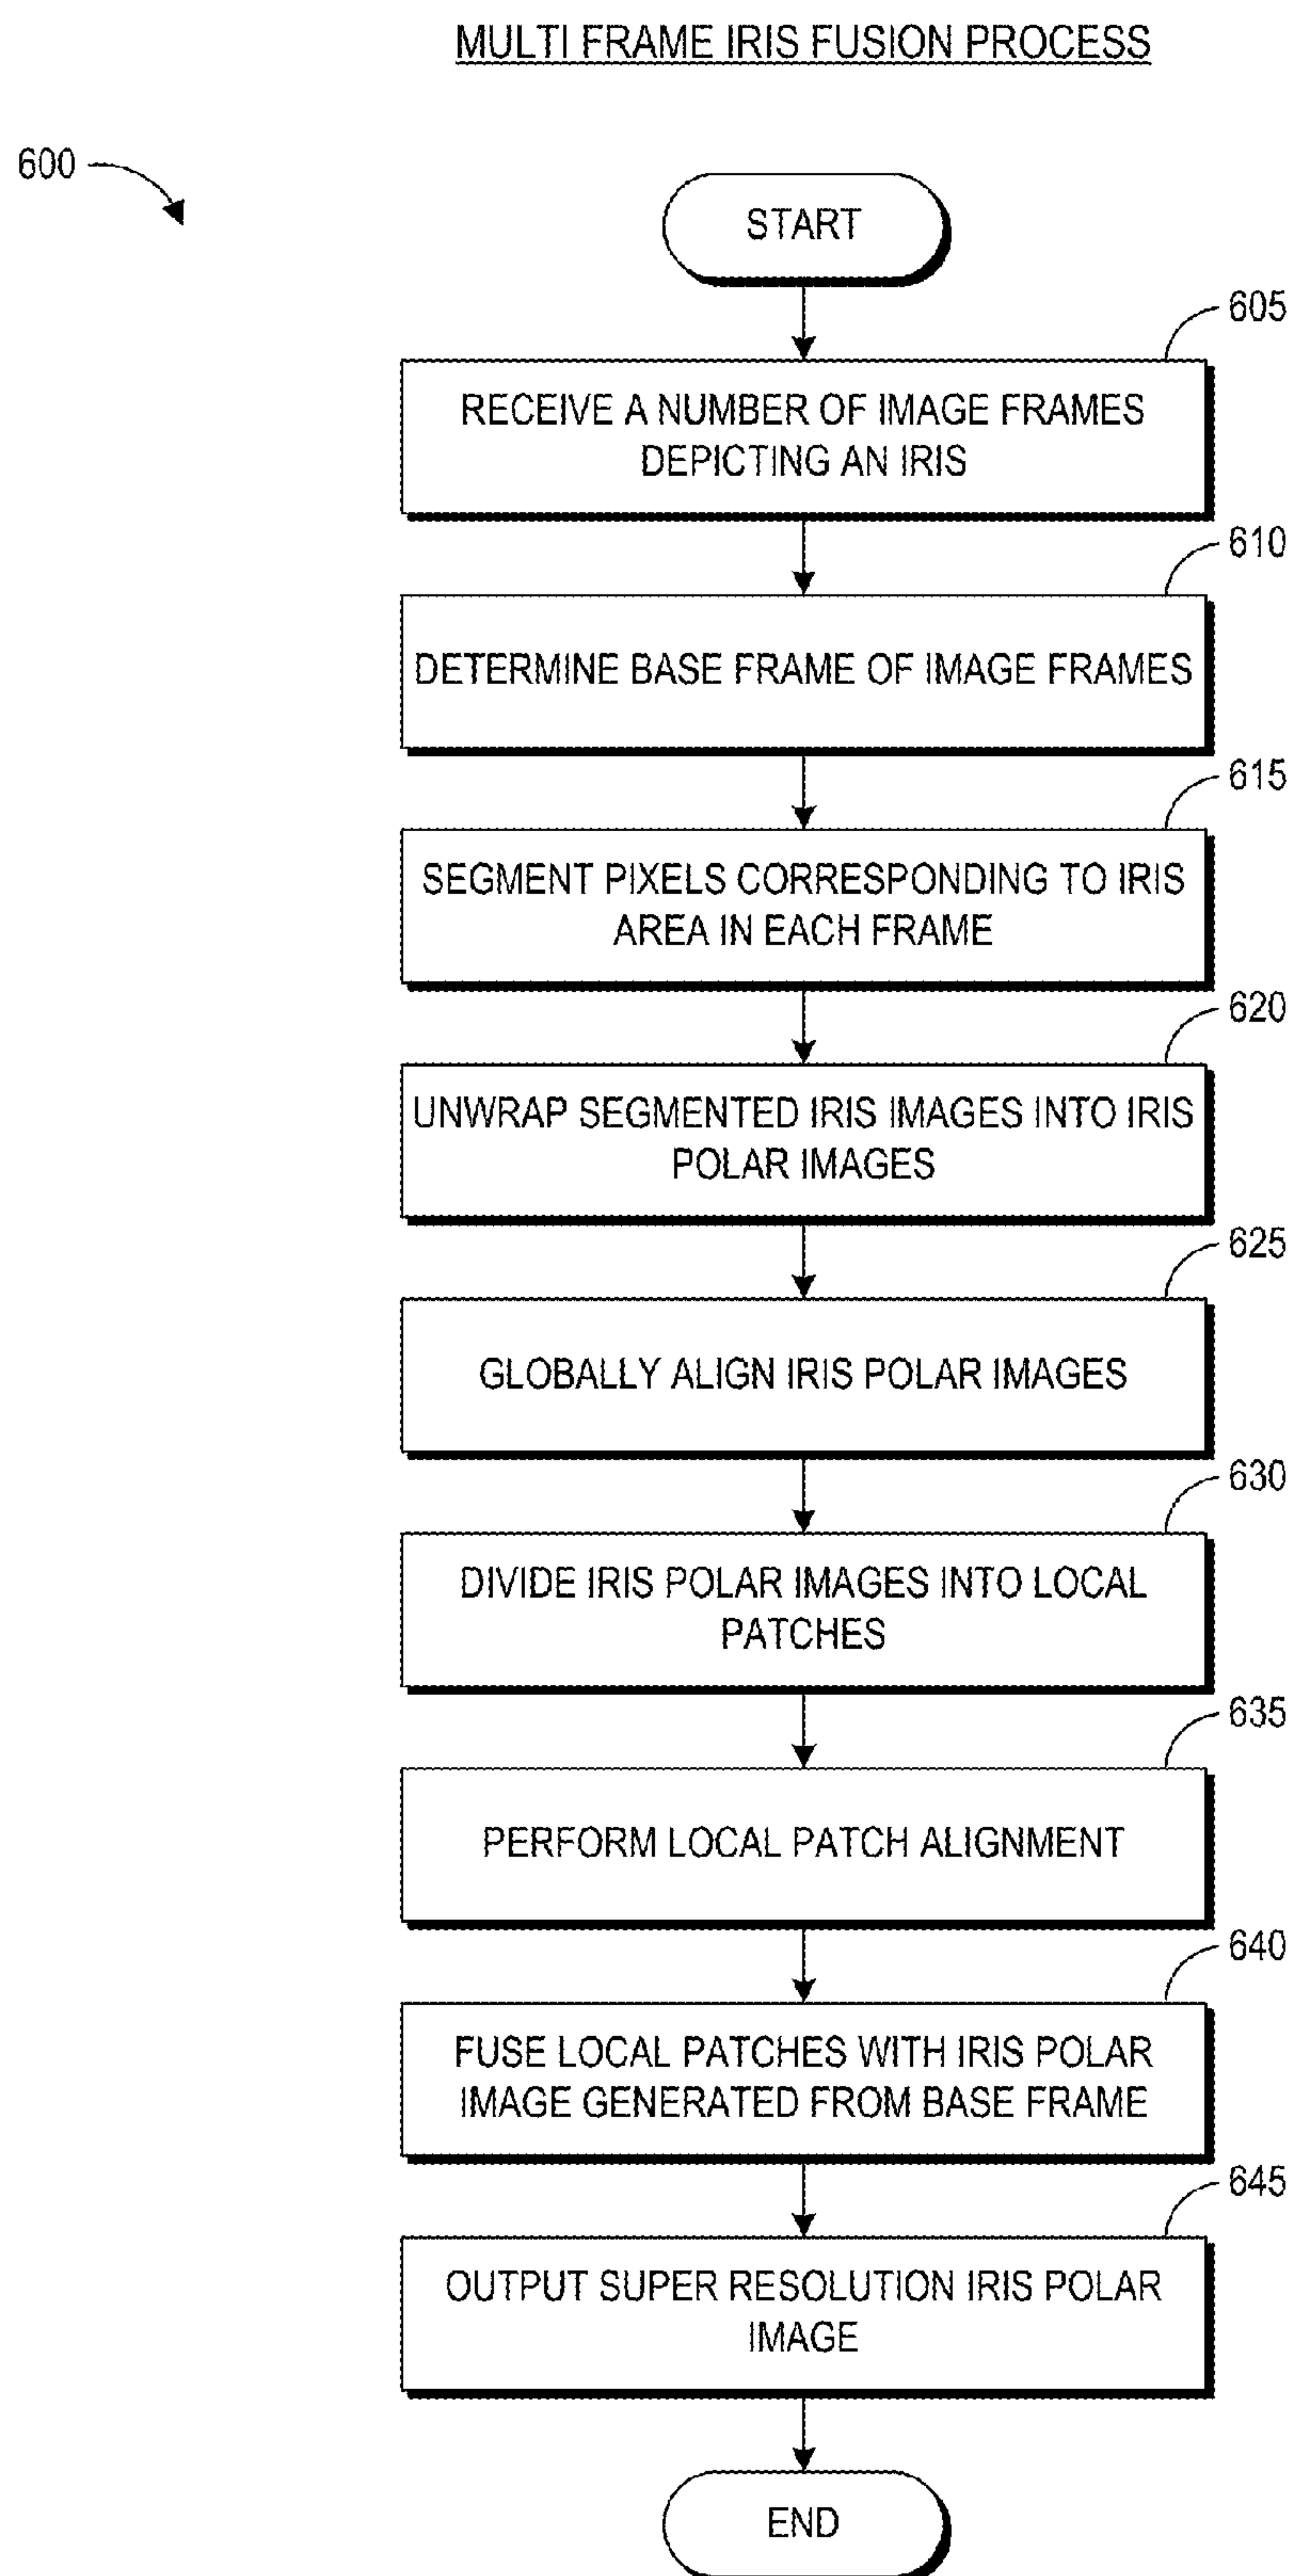 MULTI FRAME IRIS FUSION PROCESS
600
START
605
RECEIVE A NUMBER OF IMAGE FRAMES
DEPICTING AN IRIS
610
DETERMINE BASE FRAME OF IMAGE FRAMES
615
SEGMENT PIXELS CORRESPONDING TO IRIS
AREA IN EACH FRAME
620
UNWRAP SEGMENTED IRIS IMAGES INTO IRIS
POLAR IMAGES
625
GLOBALLY ALIGN IRIS POLAR IMAGES
630
DIVIDE IRIS POLAR IMAGES INTO LOCAL
PATCHES
635
PERFORM LOCAL PATCH ALIGNMENT
640
FUSE LOCAL PATCHES WITH IRIS POLAR
IMAGE GENERATED FROM BASE FRAME
645
OUTPUT SUPER RESOLUTION IRIS POLAR
IMAGE
END